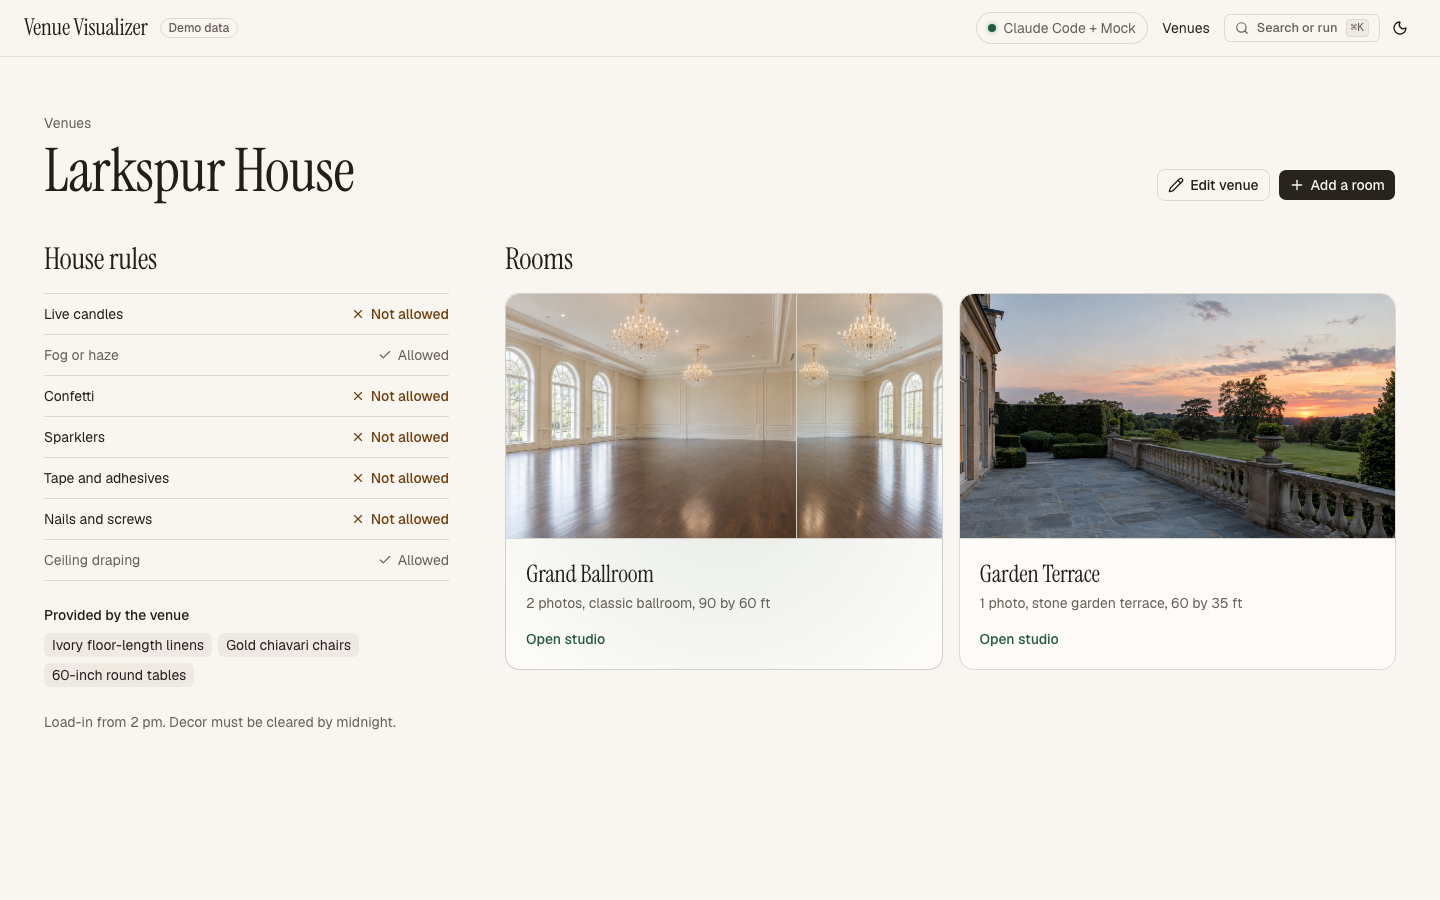 Venue Visualizer
Demo data
Claude Code + Mock
Venues
Search or run
⌘K
Venues
Larkspur House
Edit venue
Add a room
House rules
Live candles Not allowed
Fog or haze Allowed
Confetti Not allowed
Sparklers Not allowed
Tape and adhesives Not allowed
Nails and screws Not allowed
Ceiling draping Allowed
Provided by the venue
Ivory floor-length linens
Gold chiavari chairs
60-inch round tables
Load-in from 2 pm. Decor must be cleared by midnight.
Rooms
Grand Ballroom
2 photos, classic ballroom, 90 by 60 ft
Open studio
Garden Terrace
1 photo, stone garden terrace, 60 by 35 ft
Open studio